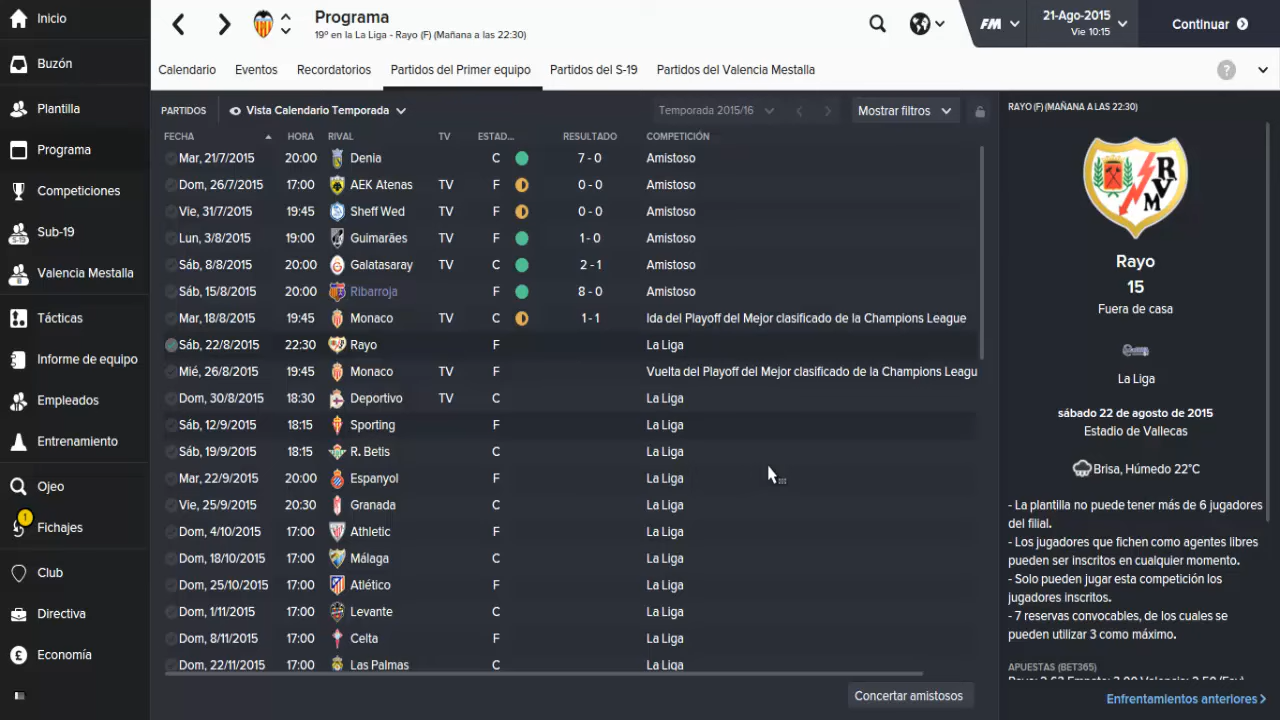 Inicio
Buzón
Plantilla
Programa
Competiciones
Sub-19
Valencia Mestalla
Tácticas
Informe de equipo
Empleados
Entrenamiento
Ojeo
1
Fichajes
Club
Directiva
Economía
Programa
19º en la La Liga - Rayo (F) (Mañana a las 22:30)
FM
21-Ago-2015
Vie 10:15
Continuar
Calendario Eventos Recordatorios Partidos del Primer equipo Partidos del S-19 Partidos del Valencia Mestalla
?
PARTIDOS Vista Calendario Temporada Temporada 2015/16 Mostrar filtros
FECHA HORA RIVAL TV ESTAD... RESULTADO COMPETICIÓN
Mar, 21/7/2015 20:00 Denia C 7 - 0 Amistoso
Dom, 26/7/2015 17:00 AEK Atenas TV F 0 - 0 Amistoso
Vie, 31/7/2015 19:45 Sheff Wed TV F 0 - 0 Amistoso
Lun, 3/8/2015 19:00 Guimarães TV F 1 - 0 Amistoso
Sáb, 8/8/2015 20:00 Galatasaray TV C 2 - 1 Amistoso
Sáb, 15/8/2015 20:00 Ribarroja F 8 - 0 Amistoso
Mar, 18/8/2015 19:45 Monaco TV C 1 - 1 Ida del Playoff del Mejor clasificado de la Champions League
Sáb, 22/8/2015 22:30 Rayo F La Liga
Mié, 26/8/2015 19:45 Monaco TV F Vuelta del Playoff del Mejor clasificado de la Champions Leagu
Dom, 30/8/2015 18:30 Deportivo TV C La Liga
Sáb, 12/9/2015 18:15 Sporting F La Liga
Sáb, 19/9/2015 18:15 R. Betis C La Liga
Mar, 22/9/2015 20:00 Espanyol F La Liga
Vie, 25/9/2015 20:30 Granada C La Liga
Dom, 4/10/2015 17:00 Athletic F La Liga
Dom, 18/10/2015 17:00 Málaga C La Liga
Dom, 25/10/2015 17:00 Atlético F La Liga
Dom, 1/11/2015 17:00 Levante C La Liga
Dom, 8/11/2015 17:00 Celta F La Liga
Dom, 22/11/2015 17:00 Las Palmas C La Liga
Concertar amistosos
RAYO (F) (MAÑANA A LAS 22:30)
RVM
Rayo
15
Fuera de casa
La Liga
sábado 22 de agosto de 2015
Estadio de Vallecas
Brisa, Húmedo 22°C
- La plantilla no puede tener más de 6 jugadores
del filial.
- Los jugadores que fichen como agentes libres
pueden ser inscritos en cualquier momento.
- Solo pueden jugar esta competición los
jugadores inscritos.
- 7 reservas convocables, de los cuales se
pueden utilizar 3 como máximo.
APUESTAS (BET365)
Enfrentamientos anteriores